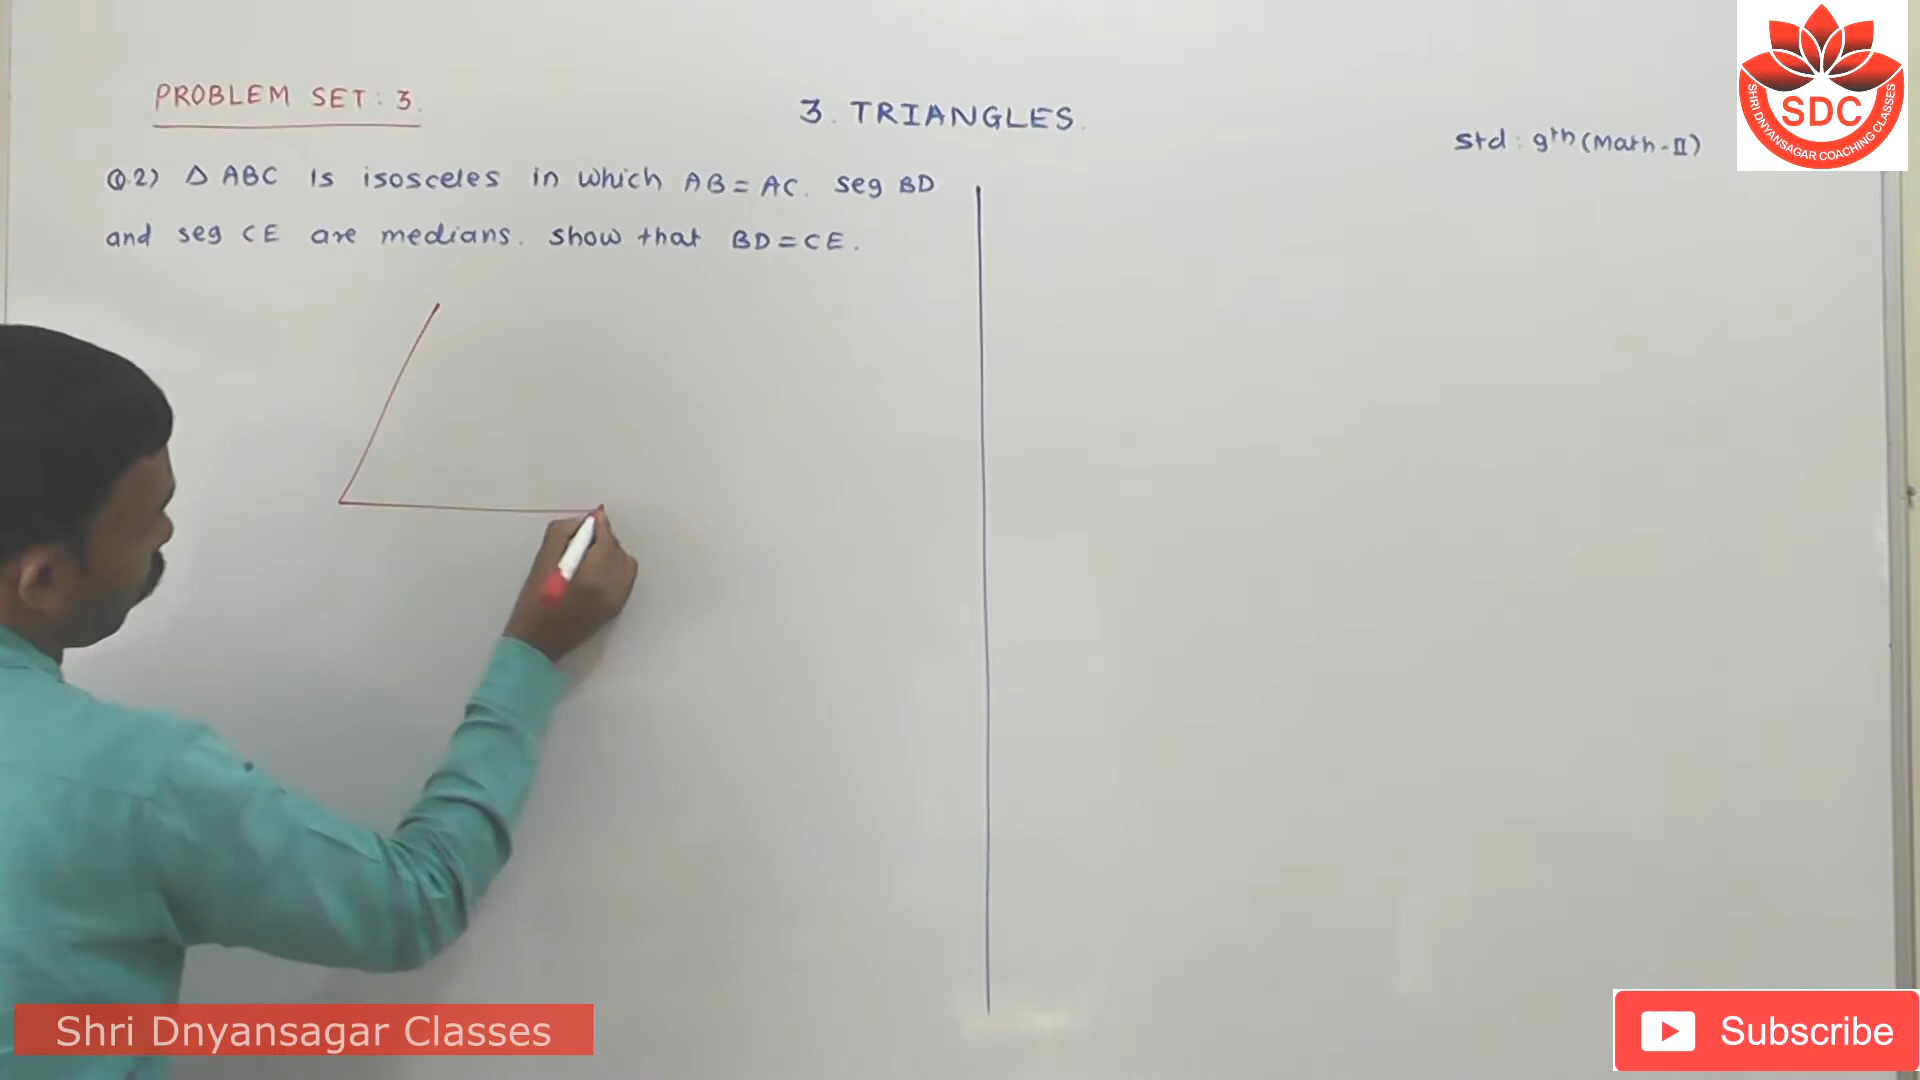 PROBLEM SET: 3.
3. TRIANGLES.
Std: 9th (Math-II)
Q.2) Δ ABC is isosceles in which AB = AC. seg BD
and seg CE are medians. show that BD = CE.
SDC
SHRI DNYANSAGAR COACHING CLASSES
Shri Dnyansagar Classes
Subscribe